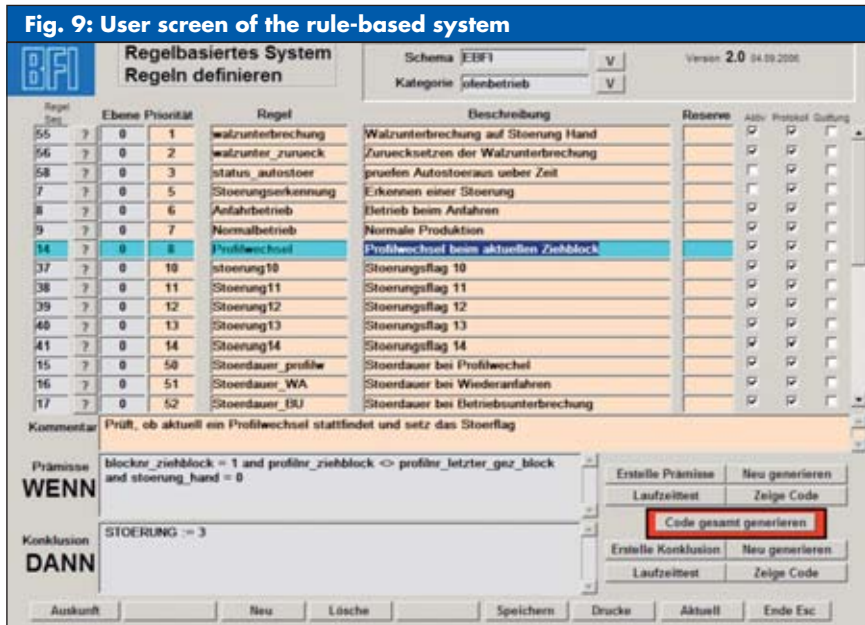 Fig. 9: User screen of the rule-based system
BFI
Regelbasiertes System
Regeln definieren
Schema EBFI V
Kategorie ofenbetrieb V
Version 2.0 04.09.2006
Regel Seq Ebene Priorität Regel Beschreibung Reserve Aktiv Protokoll Quittung
55 ? 0 1 walzunterbrechung Walzunterbrechung auf Stoerung Hand
56 ? 0 2 walzunter_zurueck Zuruecksetzen der Walzunterbrechung
58 ? 0 3 status_autostoer pruefen Autostoeraus ueber Zeit
7 ? 0 5 Stoerungserkennung Erkennen einer Stoerung
8 ? 0 6 Anfahrbetrieb Betrieb beim Anfahren
9 ? 0 7 Normalbetrieb Normale Produktion
14 ? 0 8 Profilwechsel Profilwechsel beim aktuellen Ziehblock
37 ? 0 10 stoerung10 Stoerungsflag 10
38 ? 0 11 Stoerung11 Stoerungsflag 11
39 ? 0 12 Stoerung12 Stoerungsflag 12
40 ? 0 13 Stoerung13 Stoerungsflag 13
41 ? 0 14 Stoerung14 Stoerungsflag 14
15 ? 0 50 Stoerdauer_profilw Stoerdauer bei Profilwechel
16 ? 0 51 Stoerdauer_WA Stoerdauer bei Wiederanfahren
17 ? 0 52 Stoerdauer_BU Stoerdauer bei Betriebsunterbrechung
Kommentar Prüft, ob aktuell ein Profilwechsel stattfindet und setz das Stoerflag
Prämisse
WENN
blocknr_ziehblock = 1 and profilnr_ziehblock <> profilnr_letzter_gez_block
and stoerung_hand = 0
Erstelle Prämisse Neu generieren
Laufzeittest Zeige Code
Code gesamt generieren
Konklusion
DANN
STOERUNG := 3
Erstelle Konklusion Neu generieren
Laufzeittest Zeige Code
Auskunft Neu Lösche Speichern Drucke Aktuell Ende Esc